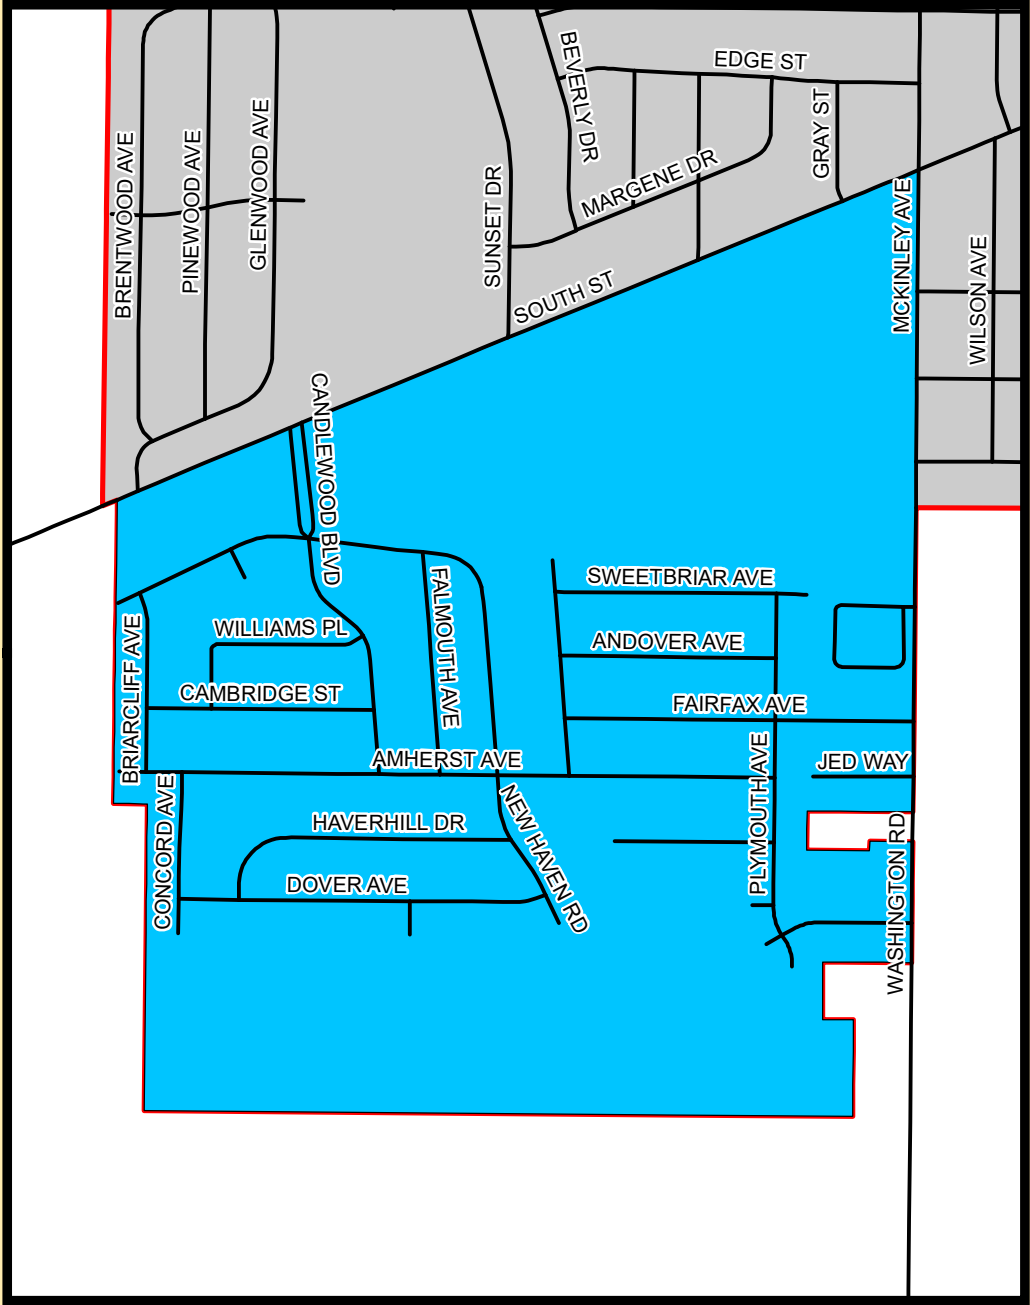 EDGE ST
BEVERLY DR
GRAY ST
BRENTWOOD AVE
PINEWOOD AVE
GLENWOOD AVE
MARGENE DR
SUNSET DR
MCKINLEY AVE
WILSON AVE
SOUTH ST
CANDLEWOOD BLVD
SWEETBRIAR AVE
FALMOUTH AVE
WILLIAMS PL
BRIARCLIFF AVE
ANDOVER AVE
CAMBRIDGE ST
FAIRFAX AVE
AMHERST AVE
JED WAY
PLYMOUTH AVE
CONCORD AVE
HAVERHILL DR
NEW HAVEN RD
DOVER AVE
WASHINGTON RD